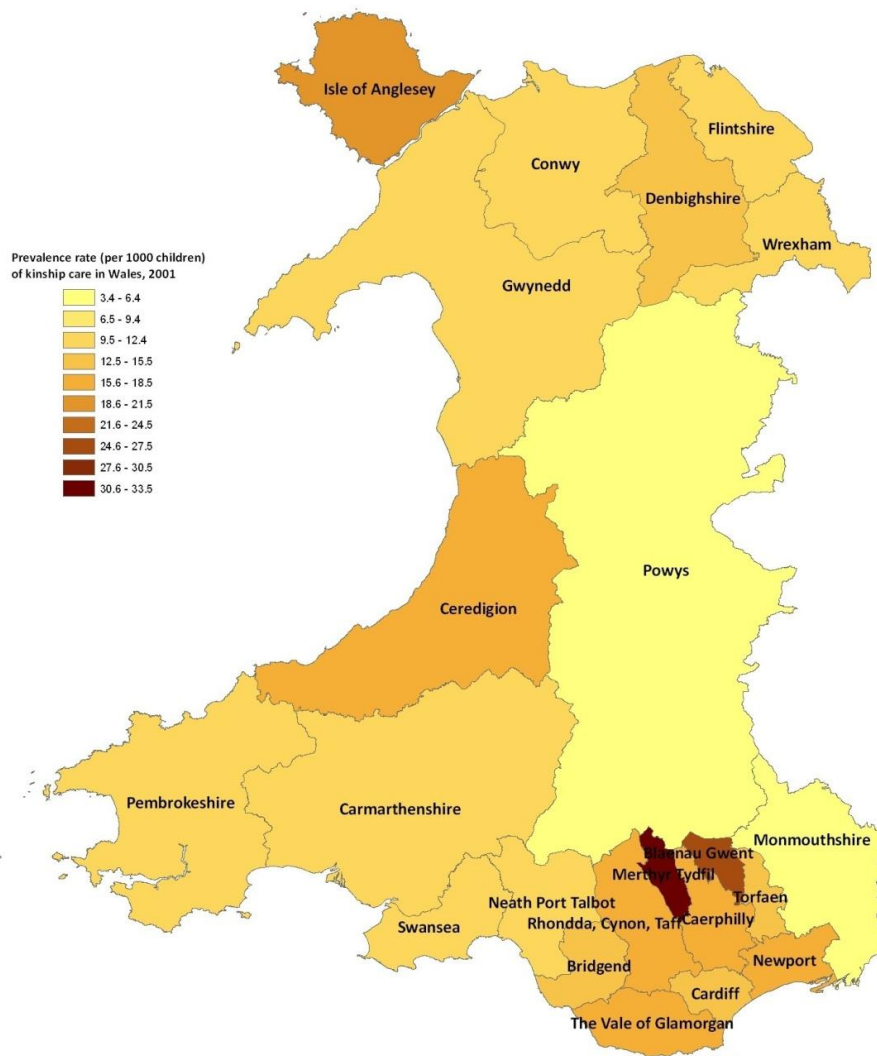 Isle of Anglesey
Flintshire
Conwy
Denbighshire
Wrexham
Prevalence rate (per 1000 children)
of kinship care in Wales, 2001
3.4 - 6.4
6.5 - 9.4
9.5 - 12.4
12.5 - 15.5
15.6 - 18.5
18.6 - 21.5
21.6 - 24.5
24.6 - 27.5
27.6 - 30.5
30.6 - 33.5
Gwynedd
Powys
Ceredigion
Pembrokeshire
Carmarthenshire
Monmouthshire
Blaenau Gwent
Merthyr Tydfil
Torfaen
Neath Port Talbot
Rhondda, Cynon, Taff
Caerphilly
Swansea
Bridgend
Newport
Cardiff
The Vale of Glamorgan